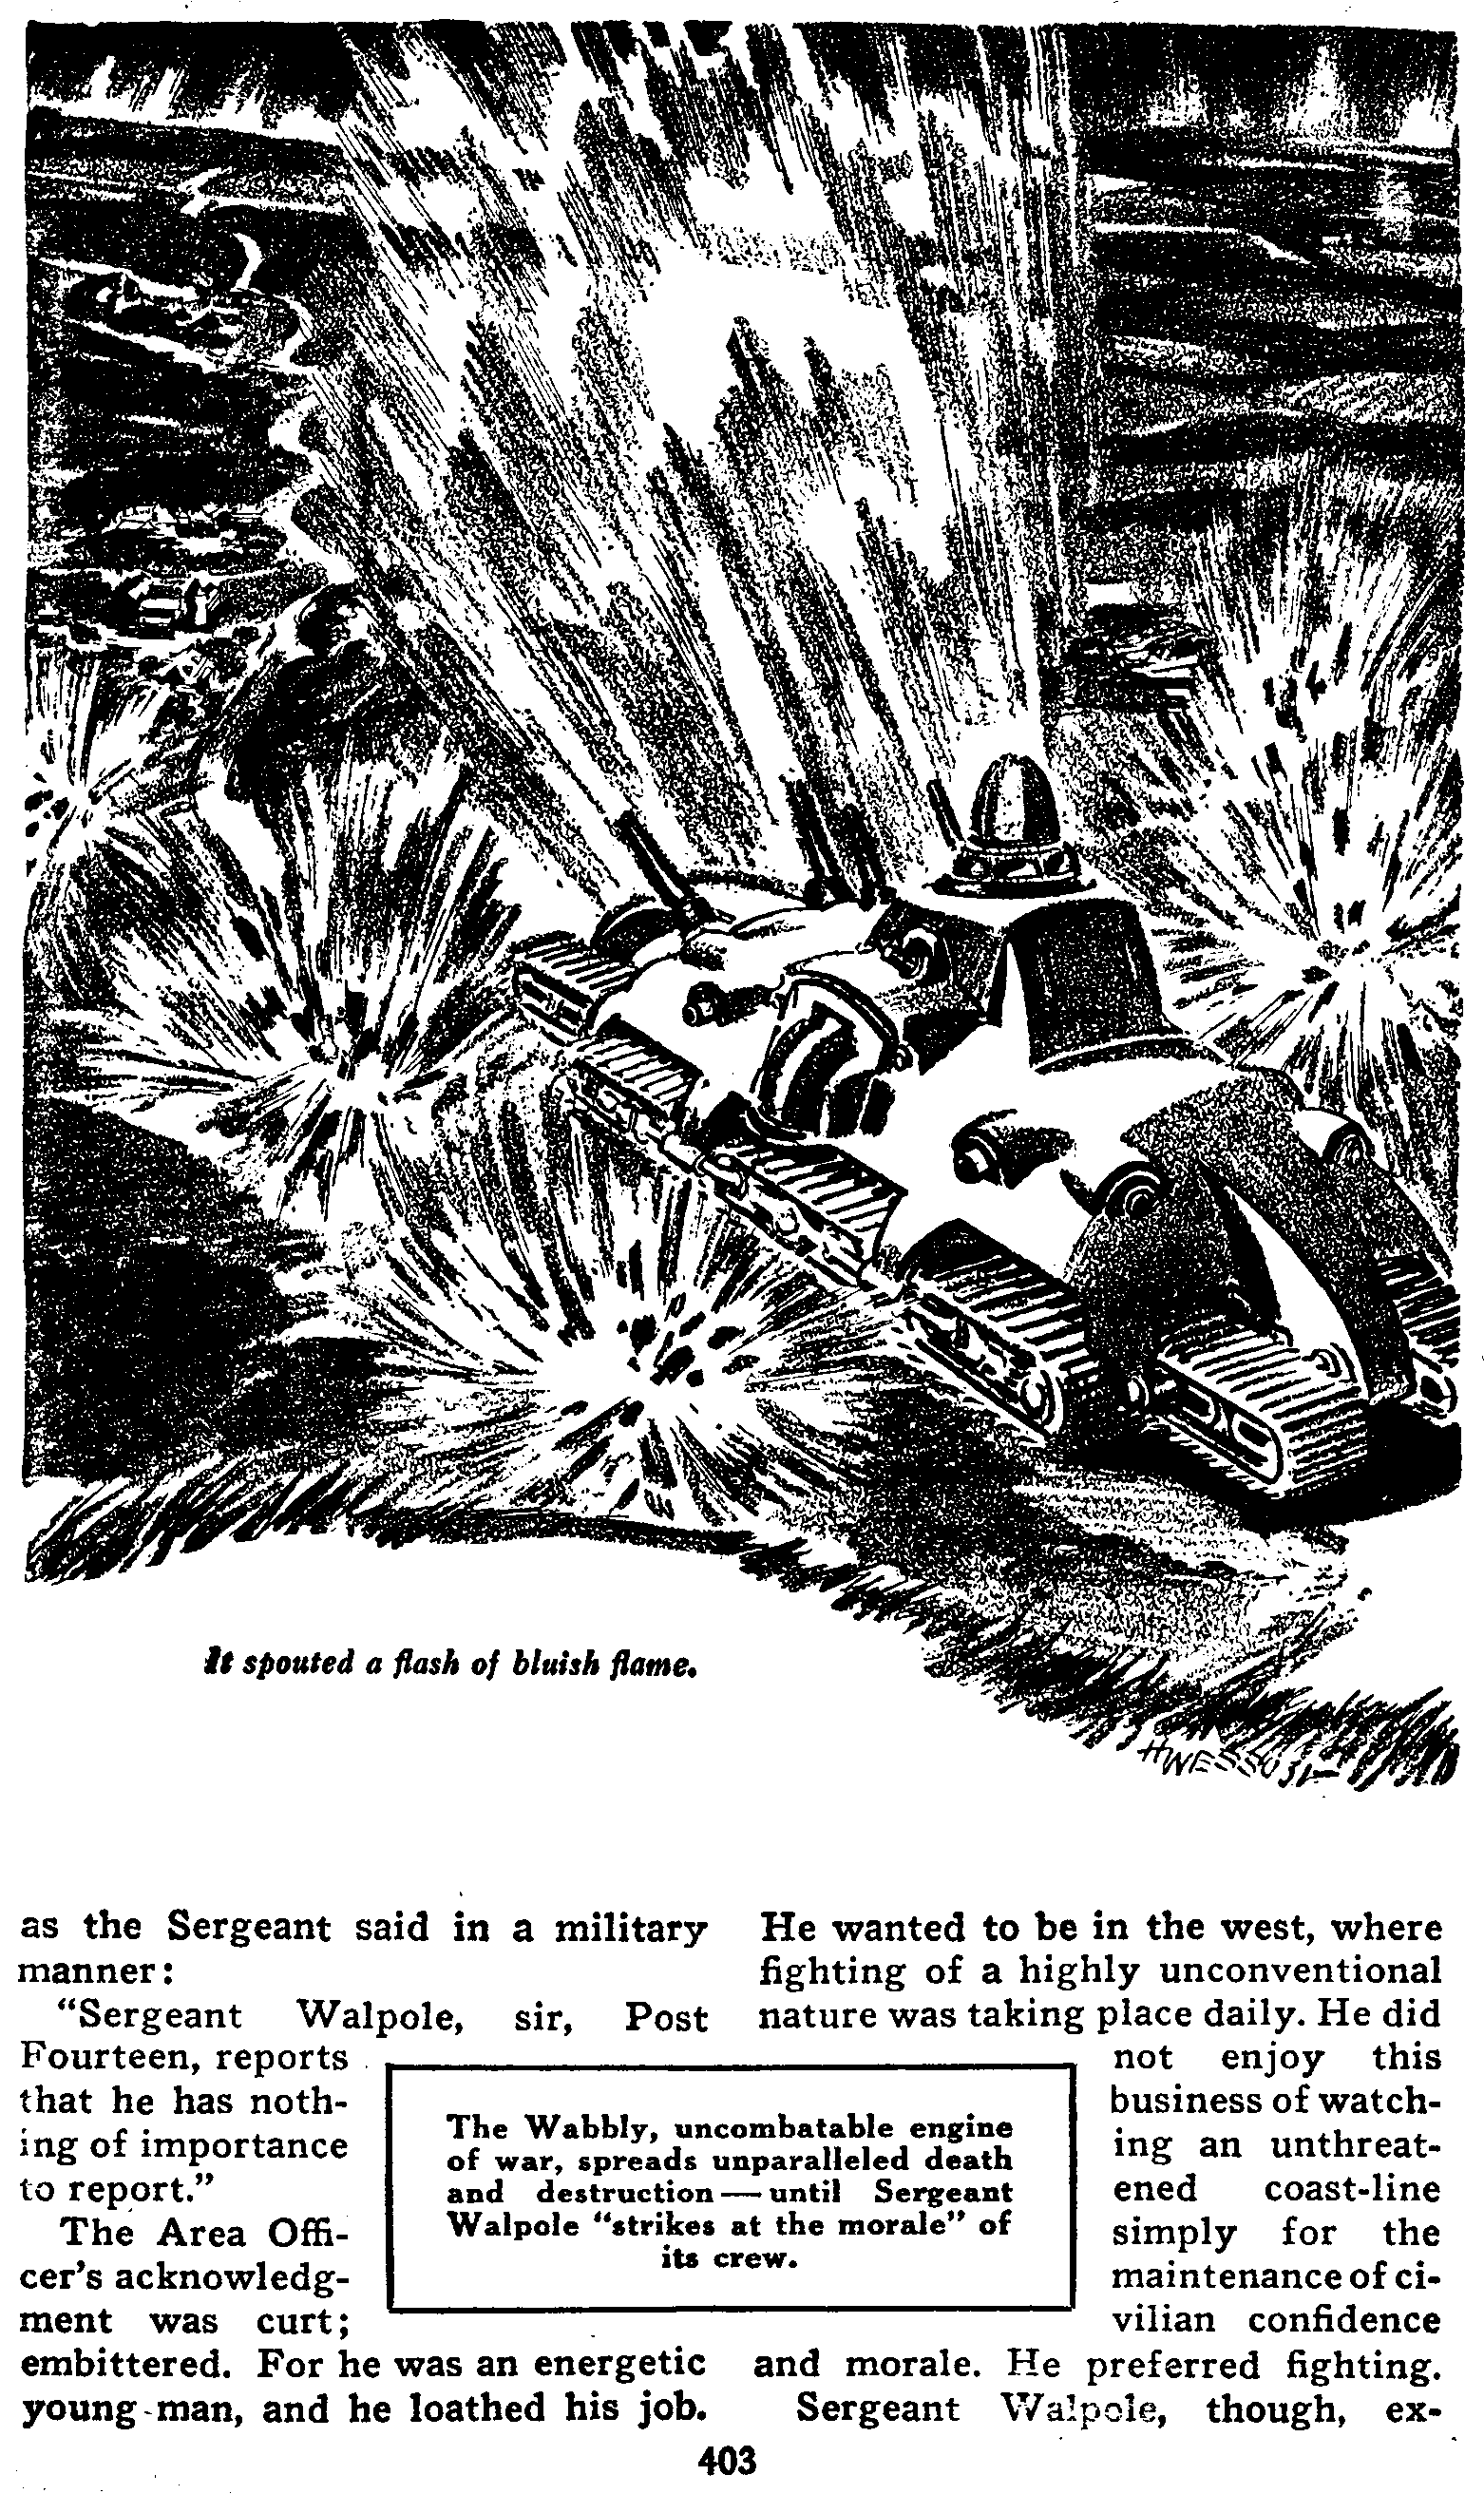 It spouted a flash of bluish flame.
HWESSO 31
as the Sergeant said in a military
manner:
"Sergeant Walpole, sir, Post
Fourteen, reports
that he has noth-
ing of importance
to report."
The Area Offi-
cer's acknowledg-
ment was curt;
embittered. For he was an energetic
young man, and he loathed his job.
The Wabbly, uncombatable engine
of war, spreads unparalleled death
and destruction—until Sergeant
Walpole "strikes at the morale" of
its crew.
He wanted to be in the west, where
fighting of a highly unconventional
nature was taking place daily. He did
not enjoy this
business of watch-
ing an unthreat-
ened coast-line
simply for the
maintenance of ci-
vilian confidence
and morale. He preferred fighting.
Sergeant Walpole, though, ex-
403